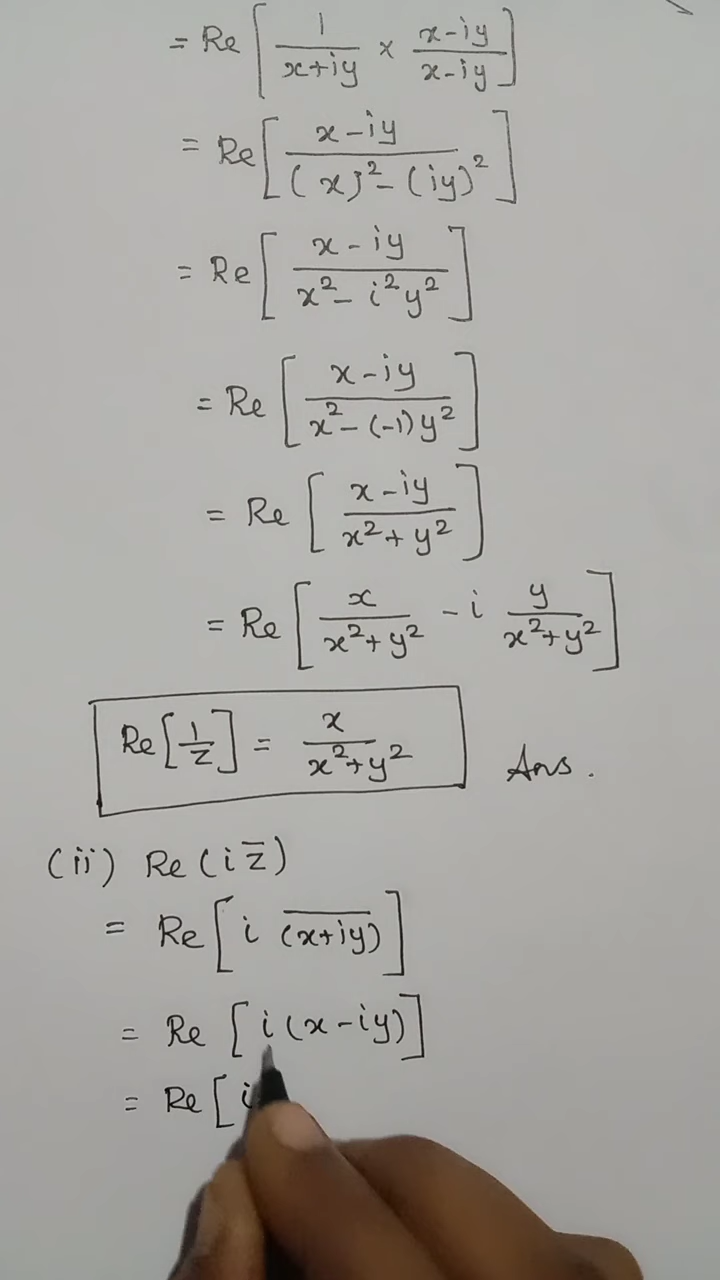 = Re [ 1/(x+iy) × (x-iy)/(x-iy) ]
= Re [ (x-iy)/((x)² - (iy)²) ]
= Re [ (x-iy)/(x² - i²y²) ]
= Re [ (x-iy)/(x² - (-1)y²) ]
= Re [ (x-iy)/(x²+y²) ]
= Re [ x/(x²+y²) - i y/(x²+y²) ]
Re [ 1/z ] = x/(x²+y²) Ans.
(ii) Re(i z̅)
= Re [ i \overline{(x+iy)} ]
= Re [ i(x-iy) ]
= Re [ i